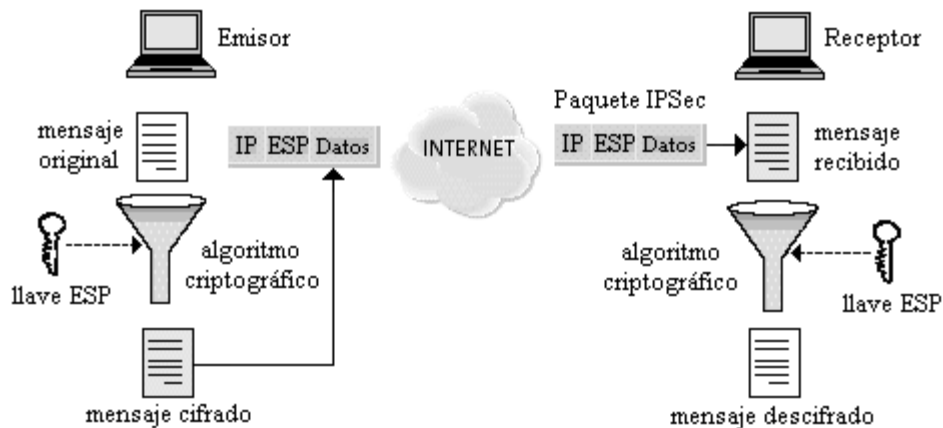 Emisor
mensaje
original
IP ESP Datos
llave ESP
algoritmo
criptográfico
mensaje cifrado
INTERNET
Paquete IPSec
IP ESP Datos
Receptor
mensaje
recibido
algoritmo
criptográfico
llave ESP
mensaje descifrado